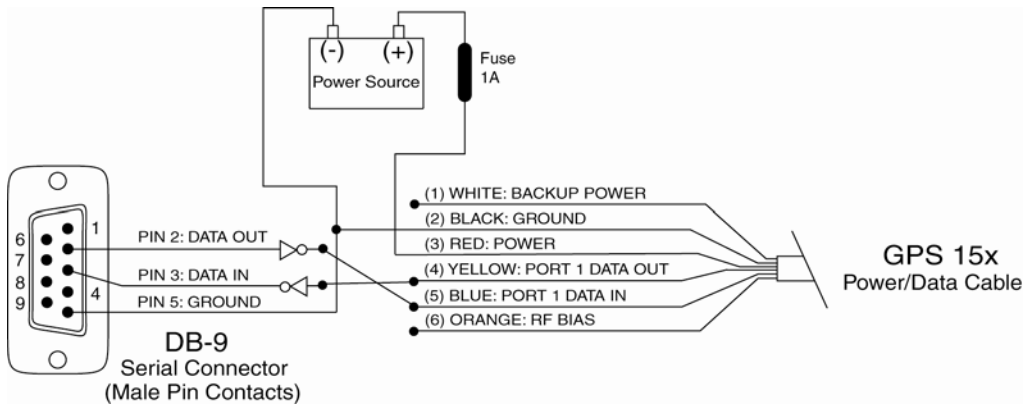 (-)
(+)
Power Source
Fuse
1A
(1) WHITE: BACKUP POWER
(2) BLACK: GROUND
(3) RED: POWER
(4) YELLOW: PORT 1 DATA OUT
(5) BLUE: PORT 1 DATA IN
(6) ORANGE: RF BIAS
GPS 15x
Power/Data Cable
1
6
7
8
9
4
PIN 2: DATA OUT
PIN 3: DATA IN
PIN 5: GROUND
DB-9
Serial Connector
(Male Pin Contacts)